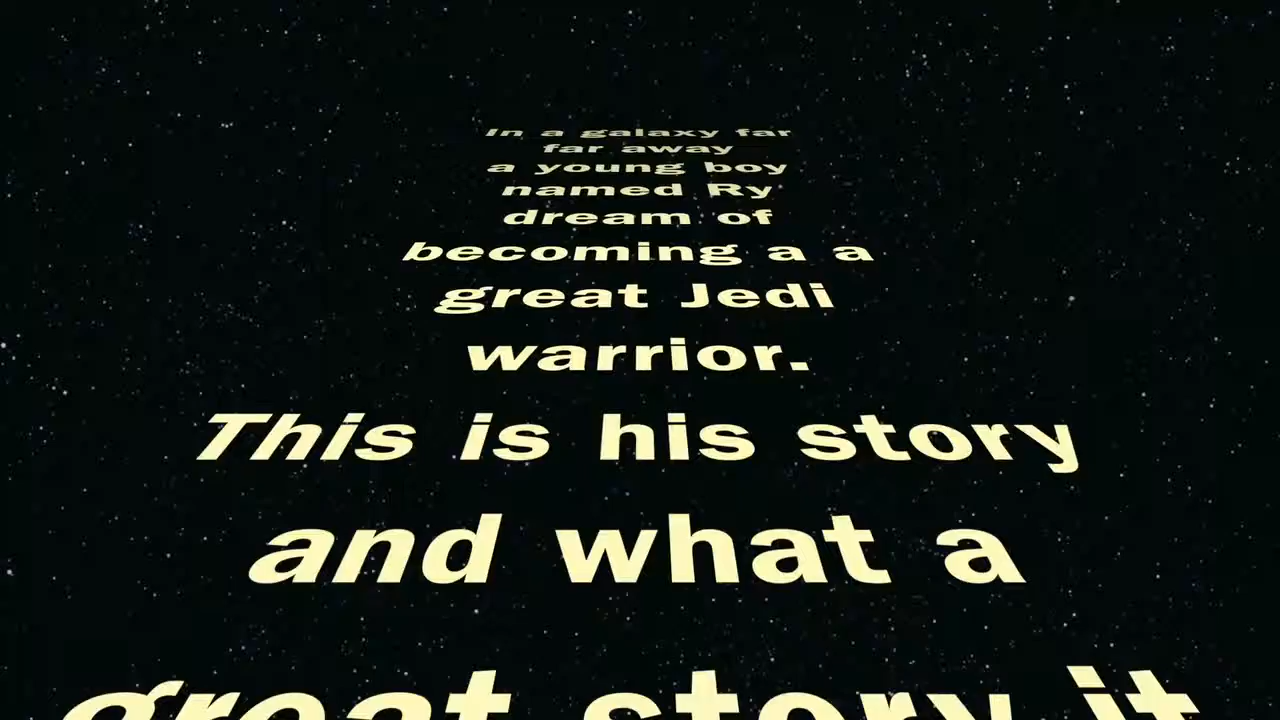 In a galaxy far
far away
a young boy
named Ry
dream of
becoming a a
great Jedi
warrior.
This is his story
and what a
great story it